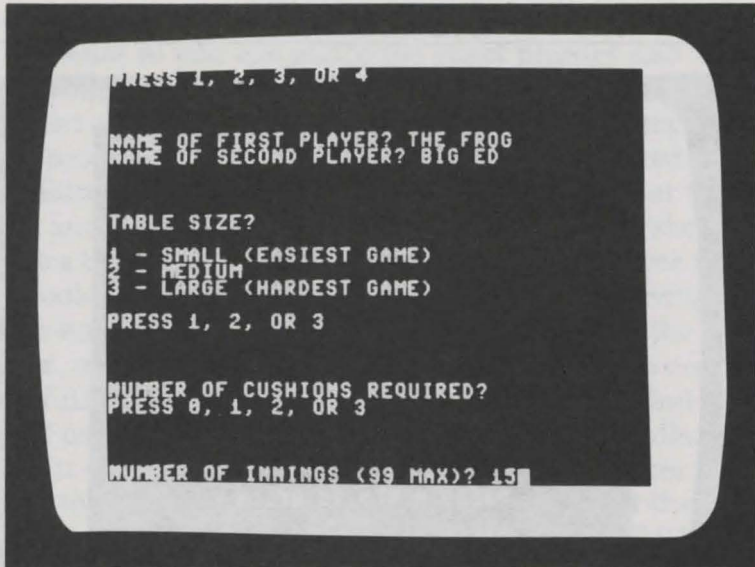 PRESS 1, 2, 3, OR 4
NAME OF FIRST PLAYER? THE FROG
NAME OF SECOND PLAYER? BIG ED
TABLE SIZE?
1 - SMALL (EASIEST GAME)
2 - MEDIUM
3 - LARGE (HARDEST GAME)
PRESS 1, 2, OR 3
NUMBER OF CUSHIONS REQUIRED?
PRESS 0, 1, 2, OR 3
NUMBER OF INNINGS (99 MAX)? 15